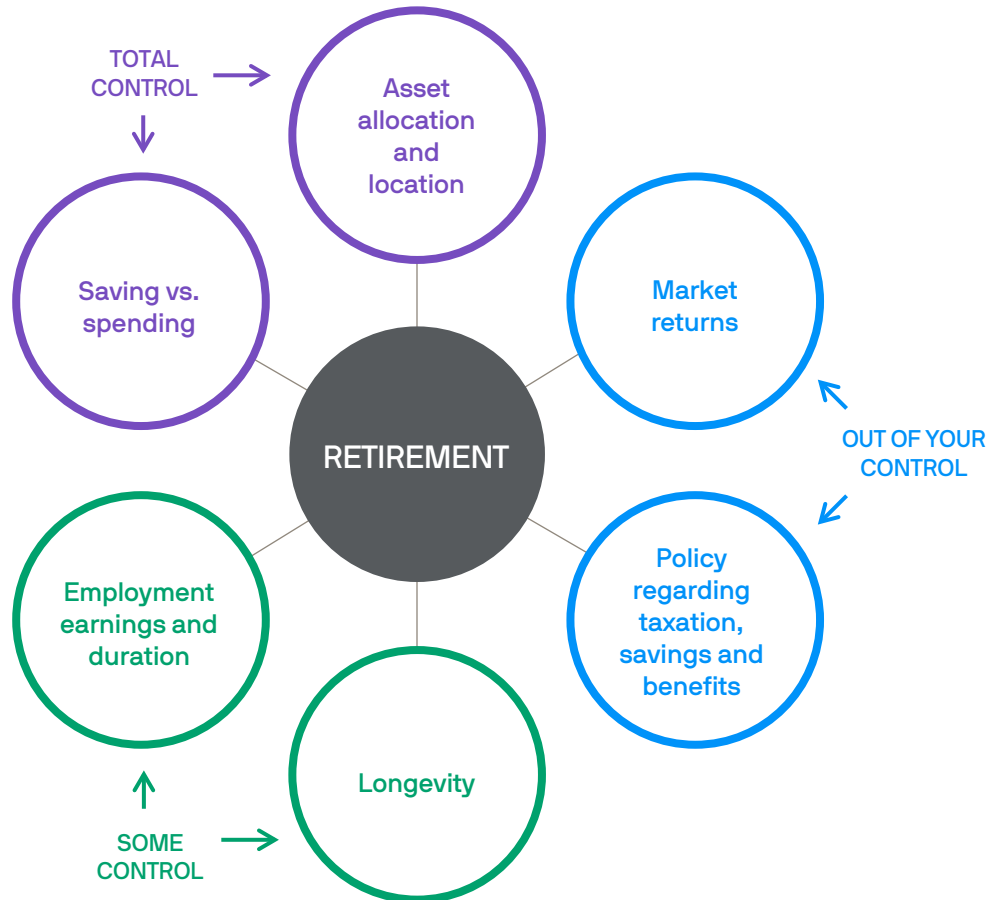 TOTAL
CONTROL
Asset
allocation
and
location
Saving vs.
spending
Market
returns
OUT OF YOUR
CONTROL
RETIREMENT
Employment
earnings and
duration
Policy
regarding
taxation,
savings and
benefits
Longevity
SOME
CONTROL